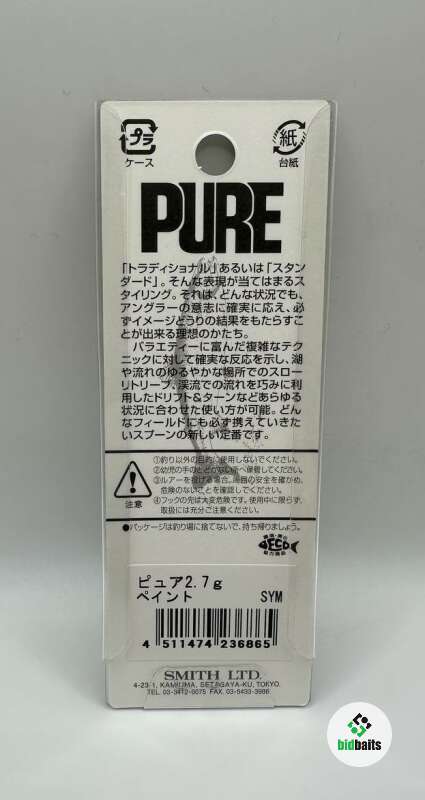 プラ
ケース
紙
台紙
PURE
「トラディショナル」あるいは「スタン
ダード」。そんな表現が当てはまるス
タイリング。それは、どんな状況でも、
アングラーの意志に確実に応え、必
ずイメージどうりの結果をもたらすこ
とが出来る理想のかたち。
バラエティーに富んだ複雑なテク
ニックに対して確実な反応を示し、湖
や流れのゆるやかな場所でのスロー
リトリーブ、渓流での流れを巧みに利
用したドリフト&ターンなどあらゆる
状況に合わせた使い方が可能。どん
なフィールドにも必ず携えていきた
いスプーンの新しい定番です。
注意
①釣り以外の目的に使用しないでください。
②幼児の手のとどかない所へ保管してください。
③ルアーを投げる場合、周囲の安全を確かめ、
危険のないことを確認してください。
④フックの先は大変危険です。使用中に限らず、
取扱には充分ご注意ください。
●パッケージは釣り場に捨てないで、持ち帰りましょう。
ECO
ピュア2.7g
ペイント SYM
4 511474 236865
SMITH LTD.
4-23-1, KAMIUMA, SETAGAYA-KU, TOKYO.
TEL. 03-3412-0075 FAX. 03-5433-3966
bidbaits